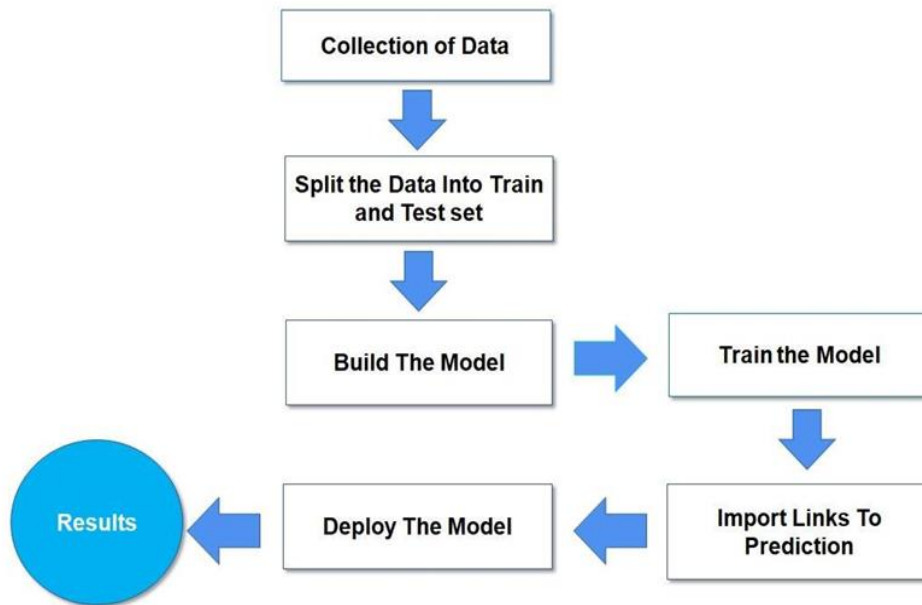 Collection of Data
Split the Data Into Train
and Test set
Build The Model
Train the Model
Import Links To
Prediction
Deploy The Model
Results